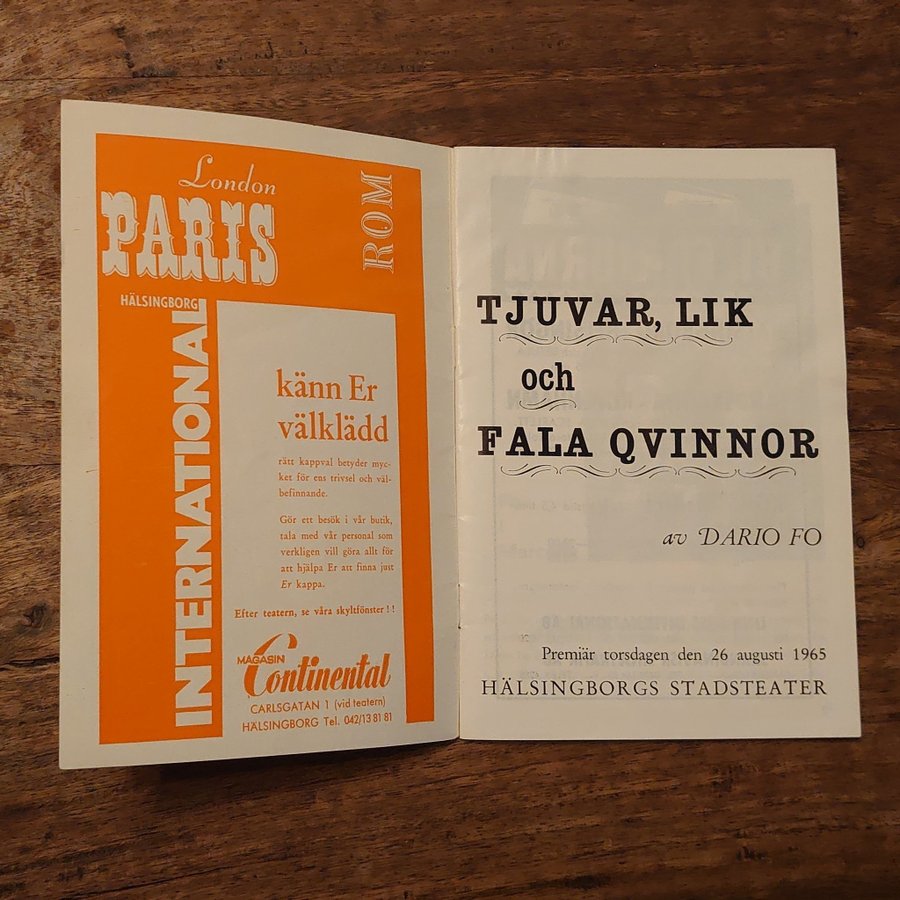 London
PARIS
ROM
HÄLSINGBORG
INTERNATIONAL
känn Er
välklädd
rätt kappval betyder myc-
ket för ens trivsel och väl-
befinnande.
Gör ett besök i vår butik,
tala med vår personal som
verkligen vill göra allt för
att hjälpa Er att finna just
Er kappa.
Efter teatern, se våra skyltfönster!!
MAGASIN
Continental
CARLSGATAN 1 (vid teatern)
HÄLSINGBORG Tel. 042/13 81 81
TJUVAR, LIK
och
FALA QVINNOR
av DARIO FO
Premiär torsdagen den 26 augusti 1965
HÄLSINGBORGS STADSTEATER